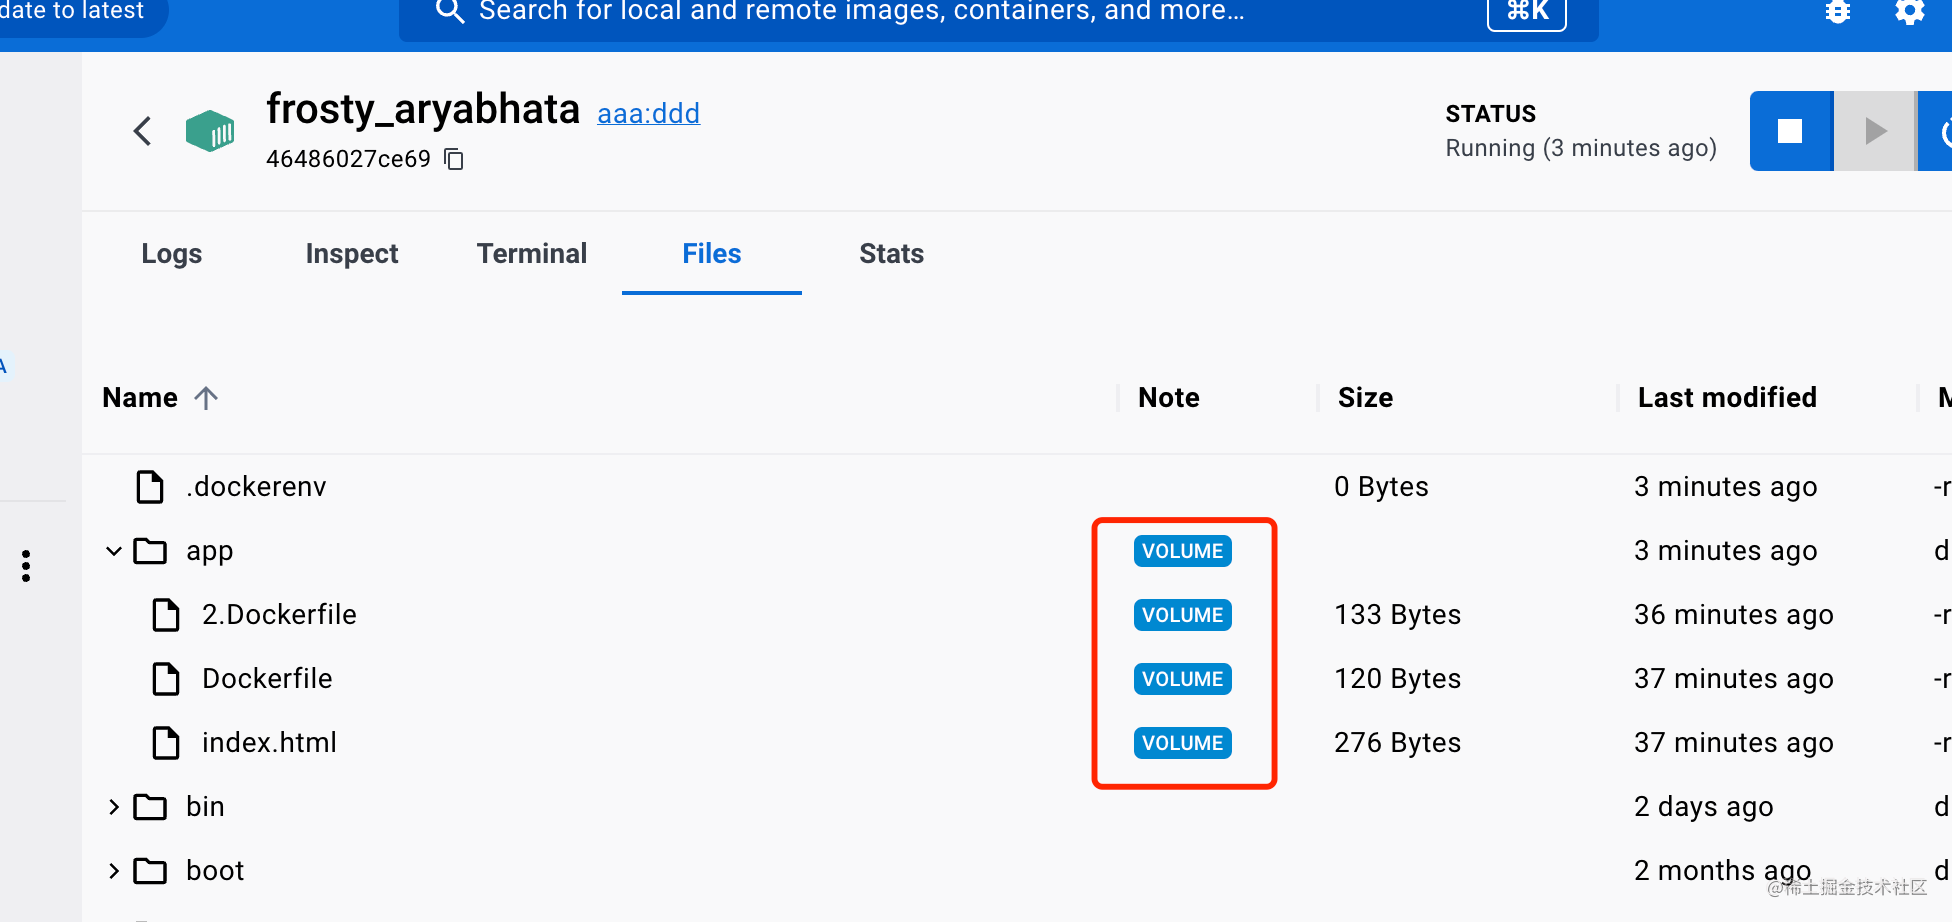 date to latest
Search for local and remote images, containers, and more...
⌘K
frosty_aryabhata aaa:ddd
46486027ce69
STATUS
Running (3 minutes ago)
Logs Inspect Terminal Files Stats
A
Name Note Size Last modified M
.dockerenv 0 Bytes 3 minutes ago -r
app VOLUME 3 minutes ago d
2.Dockerfile VOLUME 133 Bytes 36 minutes ago -r
Dockerfile VOLUME 120 Bytes 37 minutes ago -r
index.html VOLUME 276 Bytes 37 minutes ago -r
bin 2 days ago d
boot 2 months ago d
@稀土掘金技术社区